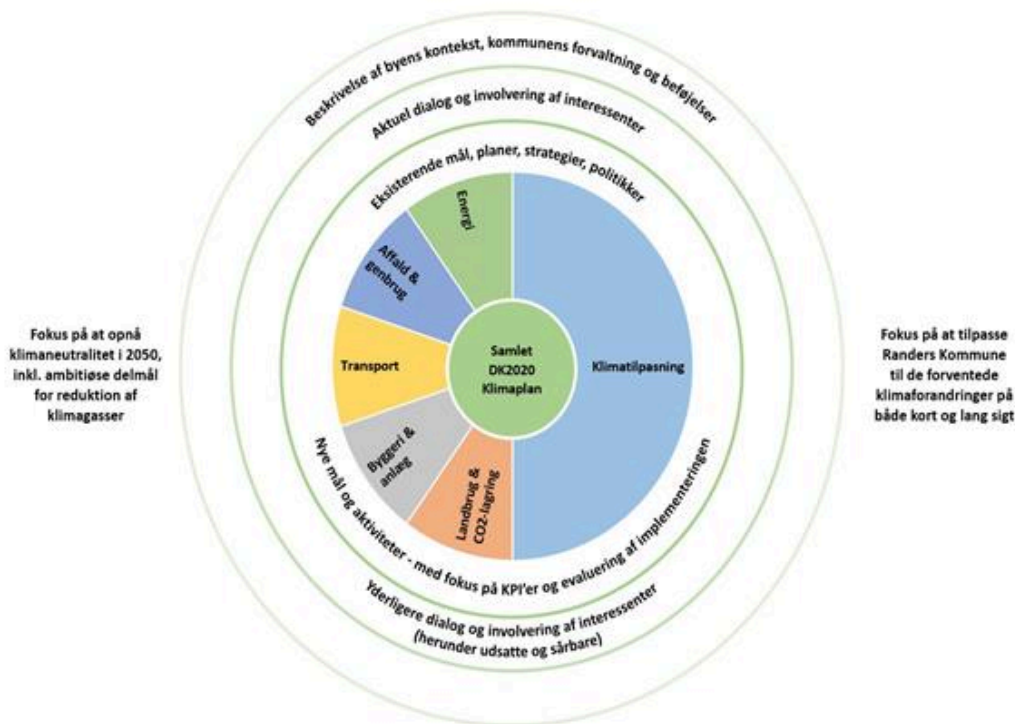 Beskrivelse af byens kontekst, kommunens forvaltning og beføjelser
Aktuel dialog og involvering af interessenter
Eksisterende mål, planer, strategier, politikker
Energi
Affald &
genbrug
Transport
Byggeri &
anlæg
Landbrug &
CO2-lagring
Samlet
DK2020
Klimaplan
Klimatilpasning
Fokus på at opnå
klimaneutralitet i 2050,
inkl. ambitiøse delmål
for reduktion af
klimagasser
Fokus på at tilpasse
Randers Kommune
til de forventede
klimaforandringer på
både kort og lang sigt
Nye mål og aktiviteter - med fokus på KPI'er og evaluering af implementeringen
Yderligere dialog og involvering af interessenter
(herunder udsatte og sårbare)